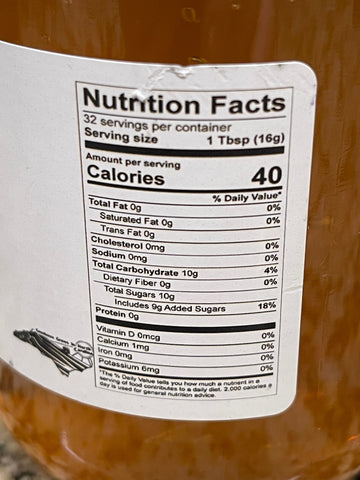 Nutrition Facts
32 servings per container
Serving size 1 Tbsp (16g)
Amount per serving
Calories 40
% Daily Value*
Total Fat 0g 0%
Saturated Fat 0g 0%
Trans Fat 0g
Cholesterol 0mg 0%
Sodium 0mg 0%
Total Carbohydrate 10g 4%
Dietary Fiber 0g 0%
Total Sugars 10g
Includes 9g Added Sugars 18%
Protein 0g
Vitamin D 0mcg 0%
Calcium 1mg 0%
Iron 0mg 0%
Potassium 6mg 0%
*The % Daily Value tells you how much a nutrient in a
serving of food contributes to a daily diet. 2,000 calories a
day is used for general nutrition advice.